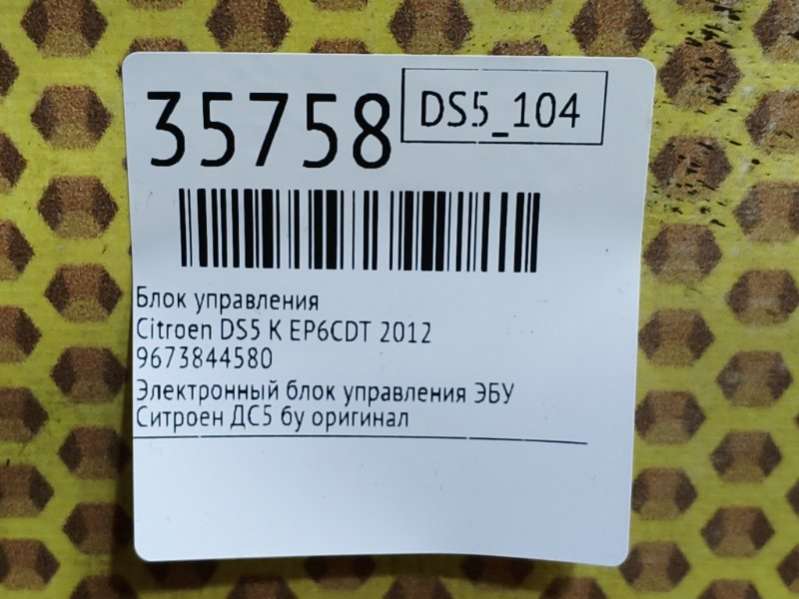 35758
DS5_104
Блок управления
Citroen DS5 K EP6CDT 2012
9673844580
Электронный блок управления ЭБУ
Ситроен ДС5 бу оригинал